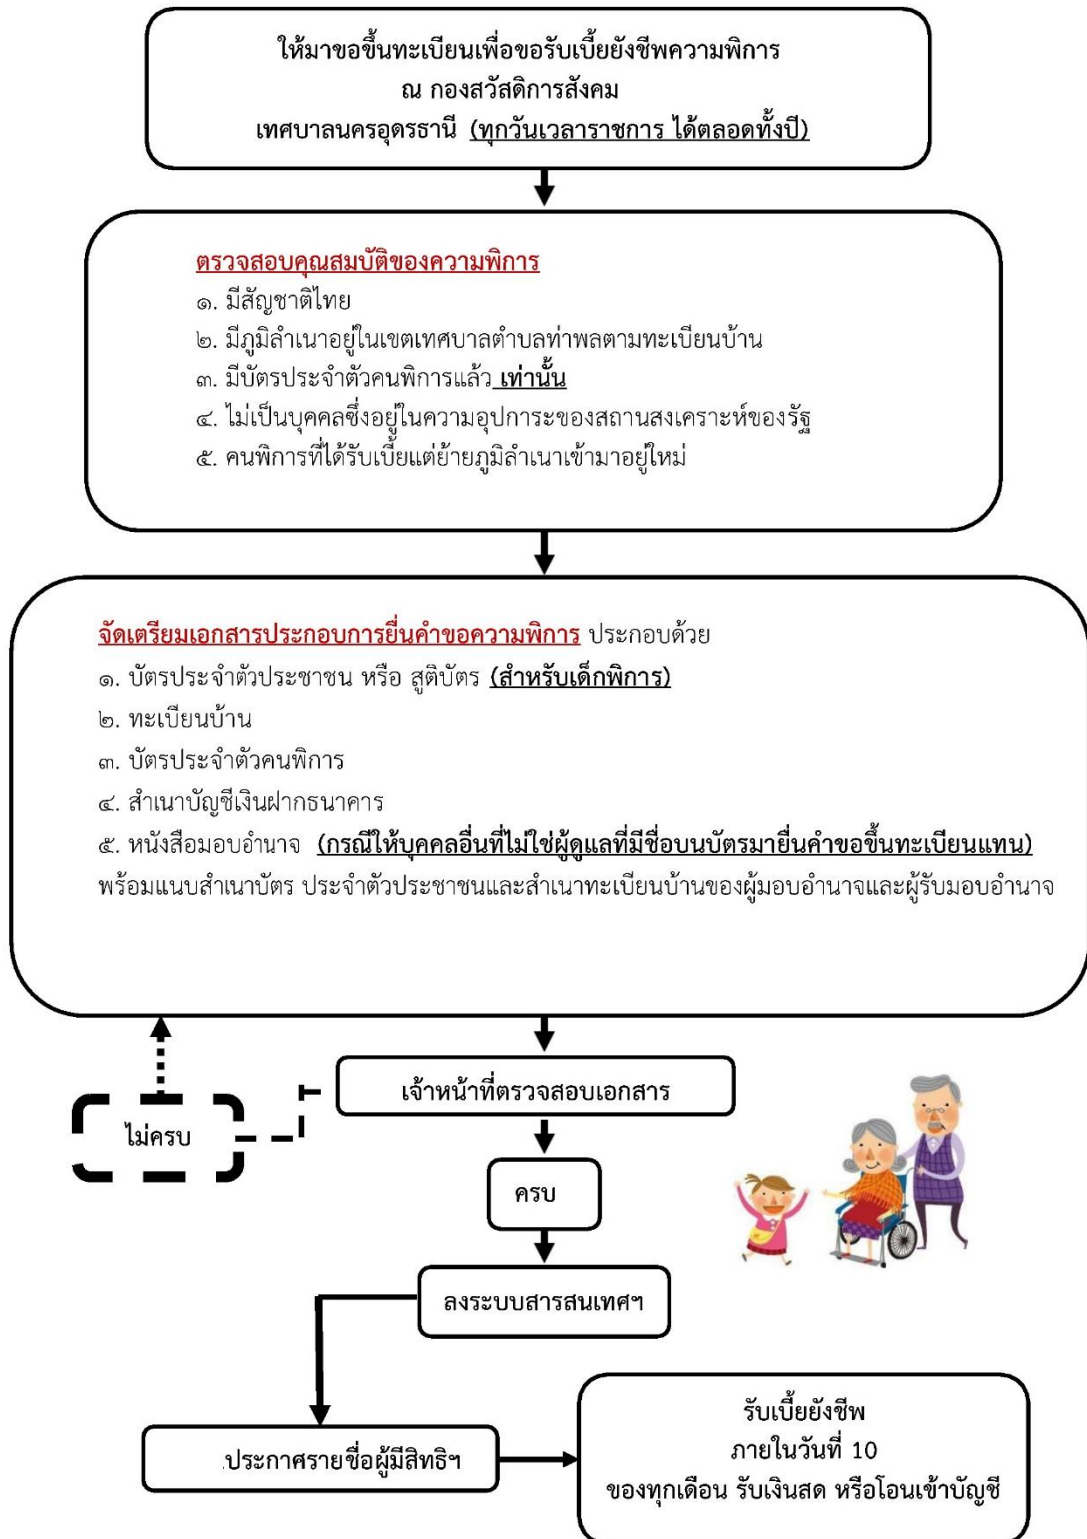 ให้มาขอขึ้นทะเบียนเพื่อขอรับเบี้ยยังชีพความพิการ
ณ กองสวัสดิการสังคม
เทศบาลนครอุดรธานี (ทุกวันเวลาราชการ ได้ตลอดทั้งปี)
ตรวจสอบคุณสมบัติของความพิการ
๑. มีสัญชาติไทย
๒. มีภูมิลำเนาอยู่ในเขตเทศบาลตำบลท่าพลตามทะเบียนบ้าน
๓. มีบัตรประจำตัวคนพิการแล้ว เท่านั้น
๔. ไม่เป็นบุคคลซึ่งอยู่ในความอุปการะของสถานสงเคราะห์ของรัฐ
๕. คนพิการที่ได้รับเบี้ยแต่ย้ายภูมิลำเนาเข้ามาอยู่ใหม่
จัดเตรียมเอกสารประกอบการยื่นคำขอความพิการ ประกอบด้วย
๑. บัตรประจำตัวประชาชน หรือ สูติบัตร (สำหรับเด็กพิการ)
๒. ทะเบียนบ้าน
๓. บัตรประจำตัวคนพิการ
๔. สำเนาบัญชีเงินฝากธนาคาร
๕. หนังสือมอบอำนาจ (กรณีให้บุคคลอื่นที่ไม่ใช่ผู้ดูแลที่มีชื่อบนบัตรมายื่นคำขอขึ้นทะเบียนแทน)
พร้อมแนบสำเนาบัตร ประจำตัวประชาชนและสำเนาทะเบียนบ้านของผู้มอบอำนาจและผู้รับมอบอำนาจ
เจ้าหน้าที่ตรวจสอบเอกสาร
ไม่ครบ
ครบ
ลงระบบสารสนเทศฯ
ประกาศรายชื่อผู้มีสิทธิฯ
รับเบี้ยยังชีพ
ภายในวันที่ 10
ของทุกเดือน รับเงินสด หรือโอนเข้าบัญชี